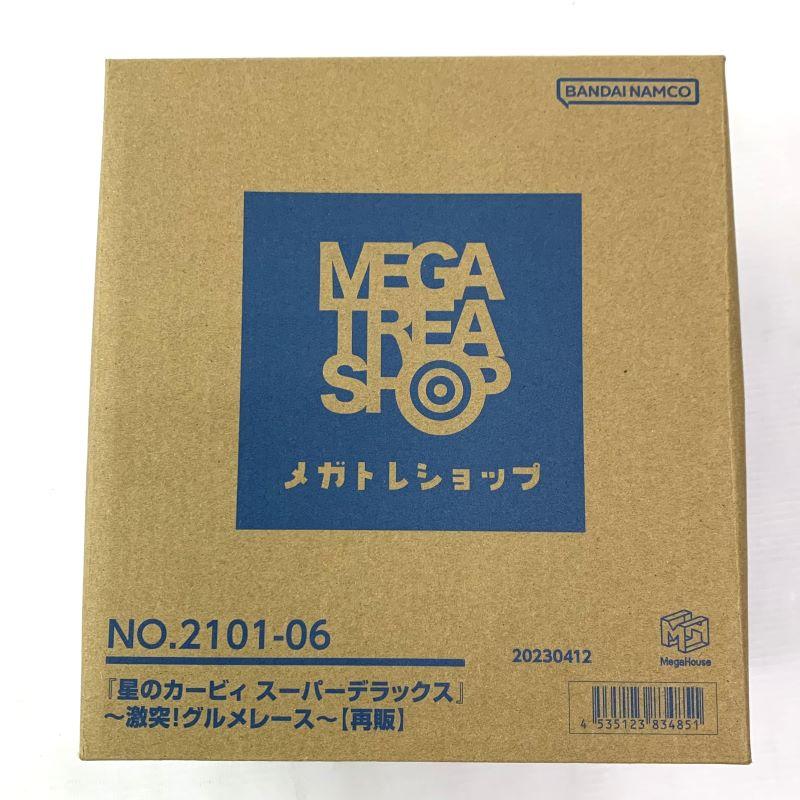 BANDAI NAMCO
MEGA
TREA
SHOP
メガトレショップ
NO.2101-06
20230412
MegaHouse
『星のカービィ スーパーデラックス』
～激突!グルメレース～【再販】
4 535123 834851